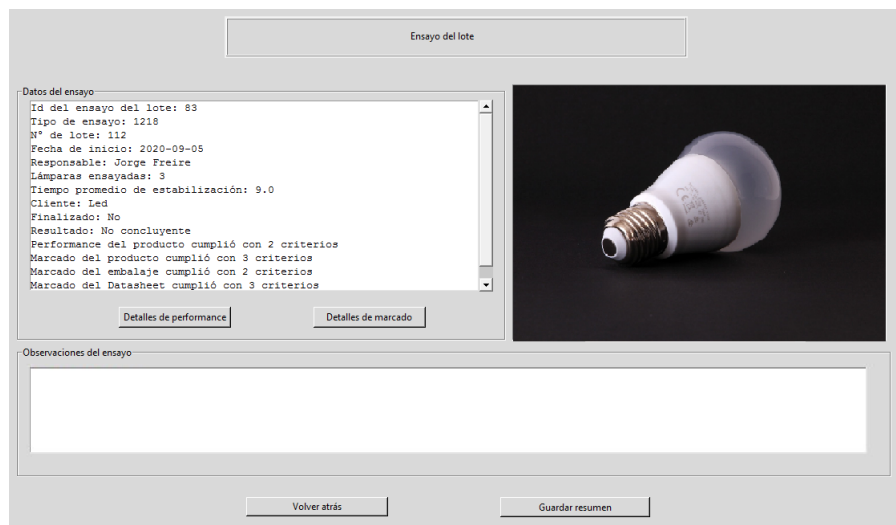 Ensayo del lote
Datos del ensayo
Id del ensayo del lote: 83
Tipo de ensayo: 1218
N° de lote: 112
Fecha de inicio: 2020-09-05
Responsable: Jorge Freire
Lámparas ensayadas: 3
Tiempo promedio de estabilización: 9.0
Cliente: Led
Finalizado: No
Resultado: No concluyente
Performance del producto cumplió con 2 criterios
Marcado del producto cumplió con 3 criterios
Marcado del embalaje cumplió con 2 criterios
Marcado del Datasheet cumplió con 3 criterios
Detalles de performance
Detalles de marcado
Observaciones del ensayo
Volver atrás
Guardar resumen